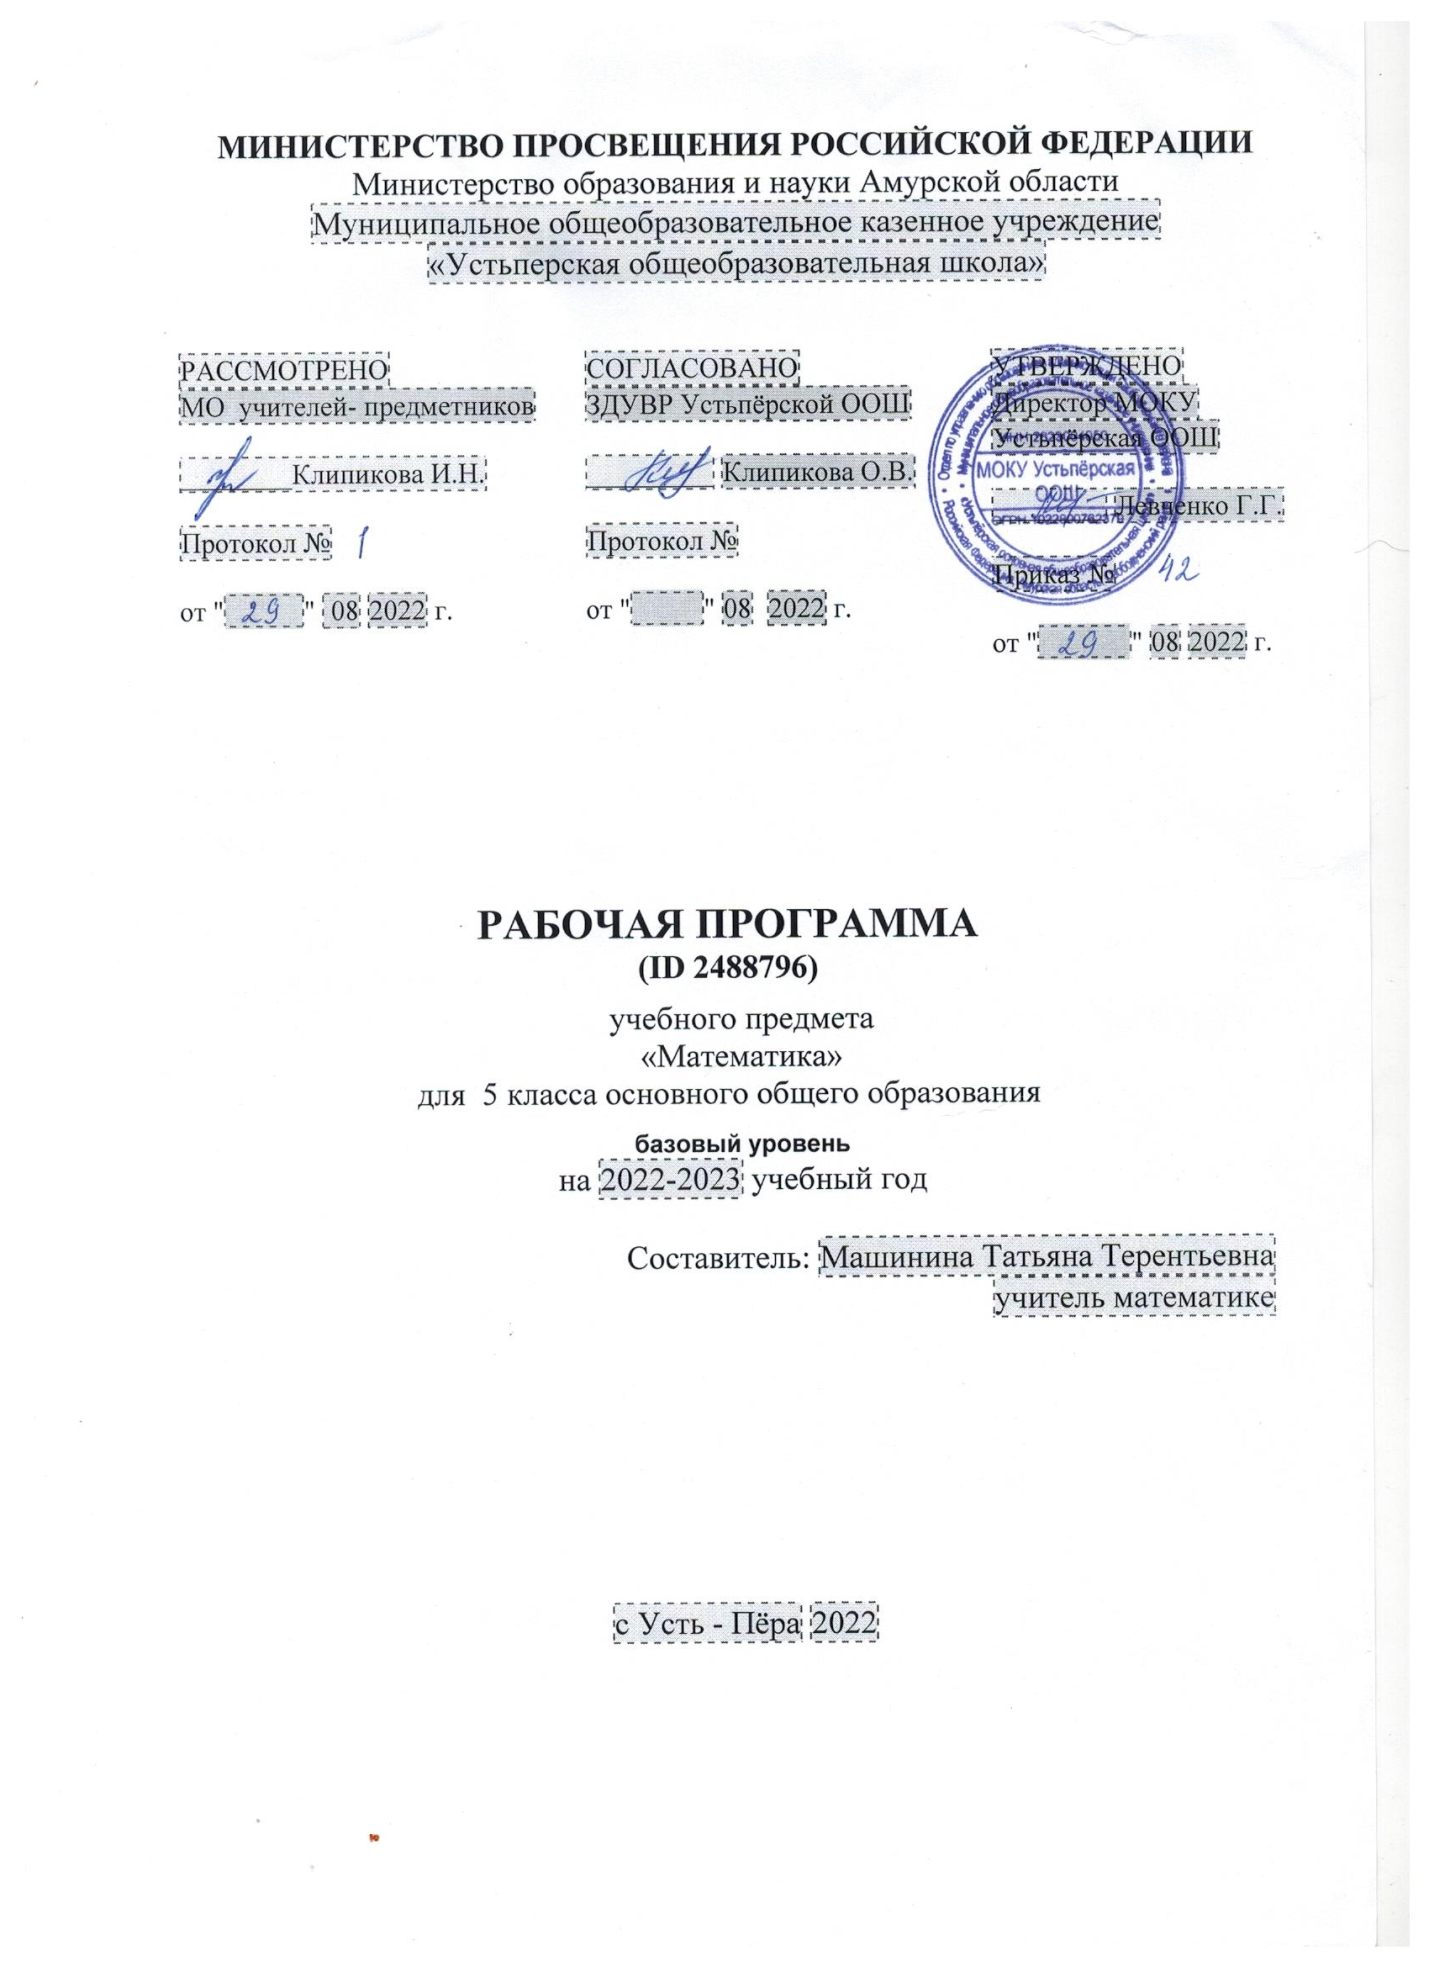 МИНИСТЕРСТВО ПРОСВЕЩЕНИЯ РОССИЙСКОЙ ФЕДЕРАЦИИ
Министерство образования и науки Амурской области
Муниципальное общеобразовательное казенное учреждение
«Устьперская общеобразовательная школа»
РАССМОТРЕНО
МО учителей- предметников
Клипикова И.Н.
Протокол № 1
от "29" 08 2022 г.
СОГЛАСОВАНО
ЗДУВР Устьпёрской ООШ
Клипикова О.В.
Протокол №
от " " 08 2022 г.
УТВЕРЖДЕНО
Директор МОКУ
Устьпёрская ООШ
Левченко Г.Г.
Приказ № 42
от "29" 08 2022 г.
МОКУ Устьпёрская
ООШ
РАБОЧАЯ ПРОГРАММА
(ID 2488796)
учебного предмета
«Математика»
для 5 класса основного общего образования
базовый уровень
на 2022-2023 учебный год
Составитель: Машинина Татьяна Терентьевна
учитель математике
с Усть - Пёра 2022